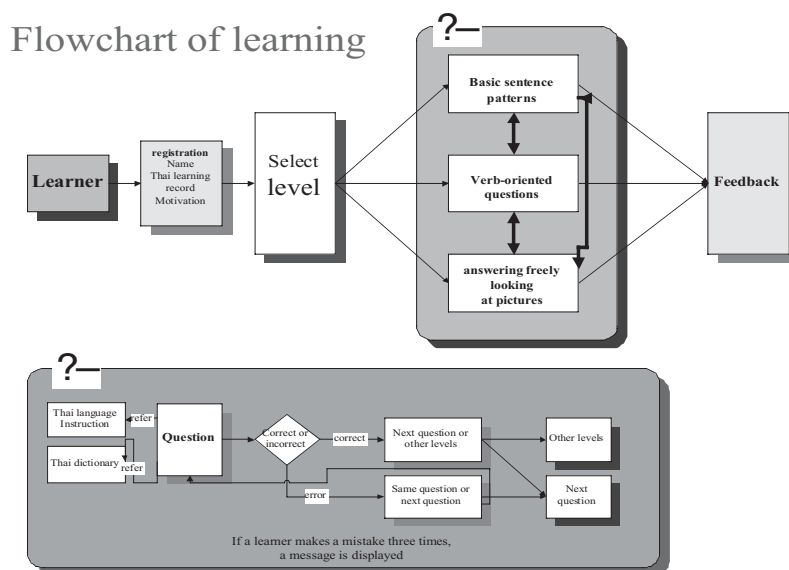 Flowchart of learning
?–
Basic sentence
patterns
Learner
registration
Name
Thai learning
record
Motivation
Select
level
Verb-oriented
questions
Feedback
answering freely
looking
at pictures
?–
Thai language
Instruction
refer
Question
Correct or
incorrect
correct
Next question or
other levels
Other levels
Thai dictionary
refer
error
Same question or
next question
Next
question
If a learner makes a mistake three times,
a message is displayed